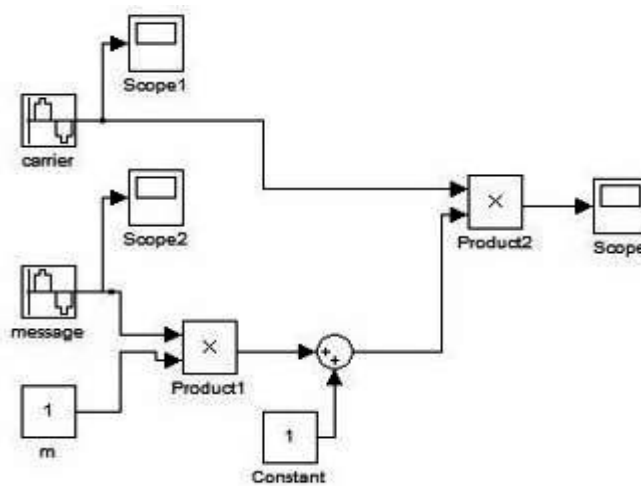 Scope1
carrier
Scope2
×
Product2
Scope
message
×
Product1
1
m
1
Constant